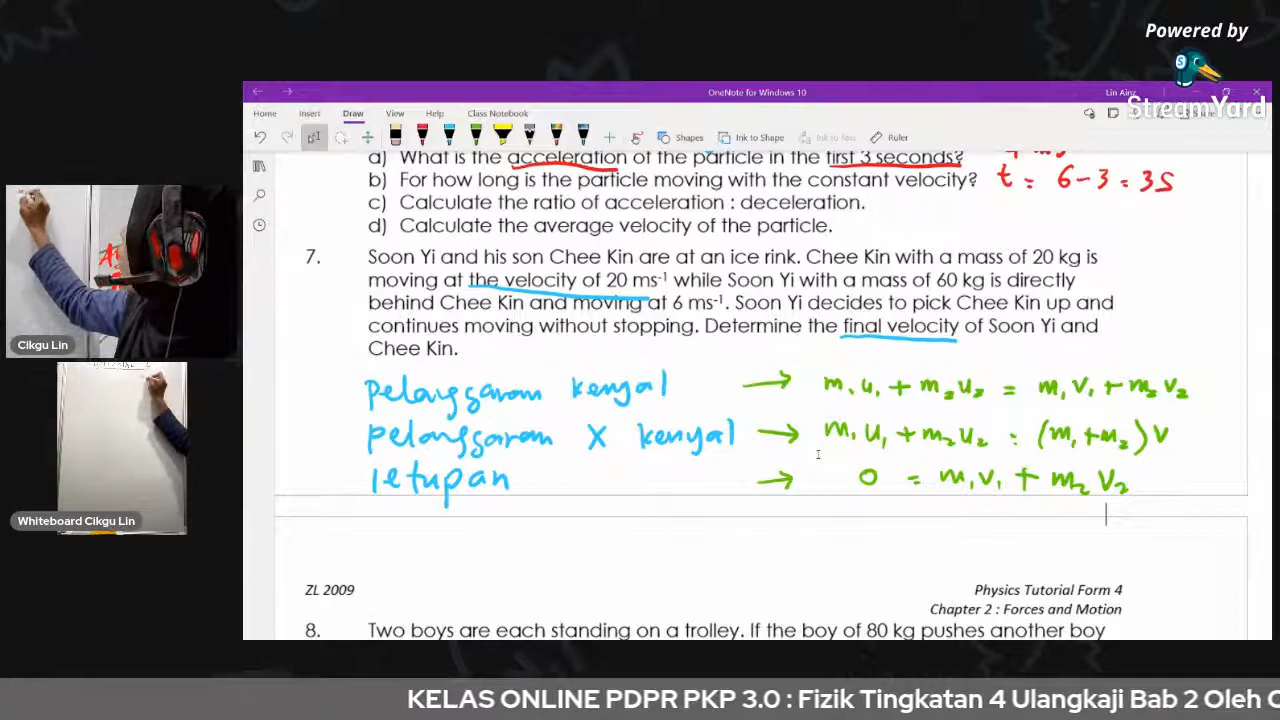 Powered by
StreamYard
OneNote for Windows 10
Home Insert Draw View Help Class Notebook
Shapes Ink to Shape Ink to Text Ruler
a) What is the acceleration of the particle in the first 3 seconds?
b) For how long is the particle moving with the constant velocity? t = 6 - 3 = 3s
c) Calculate the ratio of acceleration : deceleration.
d) Calculate the average velocity of the particle.
7. Soon Yi and his son Chee Kin are at an ice rink. Chee Kin with a mass of 20 kg is
moving at the velocity of 20 ms⁻¹ while Soon Yi with a mass of 60 kg is directly
behind Chee Kin and moving at 6 ms⁻¹. Soon Yi decides to pick Chee Kin up and
continues moving without stopping. Determine the final velocity of Soon Yi and
Chee Kin.
pelanggaran kenyal → m₁u₁ + m₂u₂ = m₁v₁ + m₂v₂
pelanggaran X kenyal → m₁u₁ + m₂u₂ = (m₁ + m₂)v
letupan → 0 = m₁v₁ + m₂v₂
ZL 2009 Physics Tutorial Form 4
Chapter 2 : Forces and Motion
8. Two boys are each standing on a trolley. If the boy of 80 kg pushes another boy
Cikgu Lin
Whiteboard Cikgu Lin
KELAS ONLINE PDPR PKP 3.0 : Fizik Tingkatan 4 Ulangkaji Bab 2 Oleh C